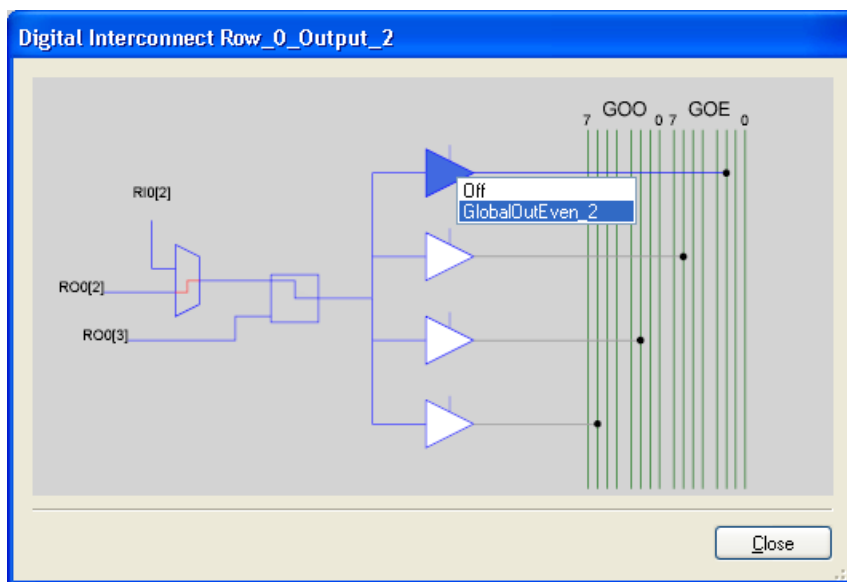 Digital Interconnect Row_0_Output_2
7 GOO 0 7 GOE 0
Off
GlobalOutEven_2
RI0[2]
RO0[2]
RO0[3]
Close